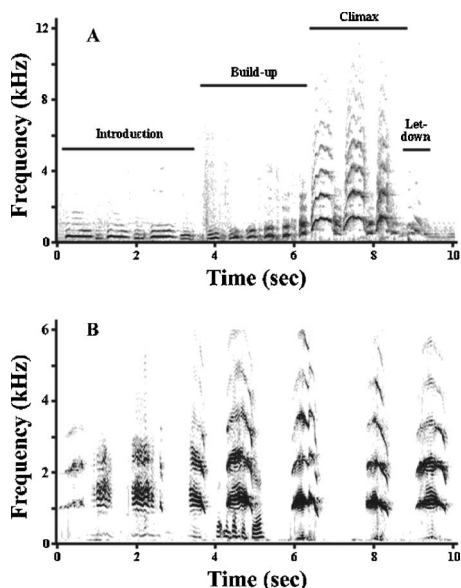 A
Climax
Build-up
Introduction
Let-
down
Frequency (kHz)
12
8
4
0
0 2 4 6 8 10
Time (sec)
B
Frequency (kHz)
6
4
2
0
0 2 4 6 8 10
Time (sec)